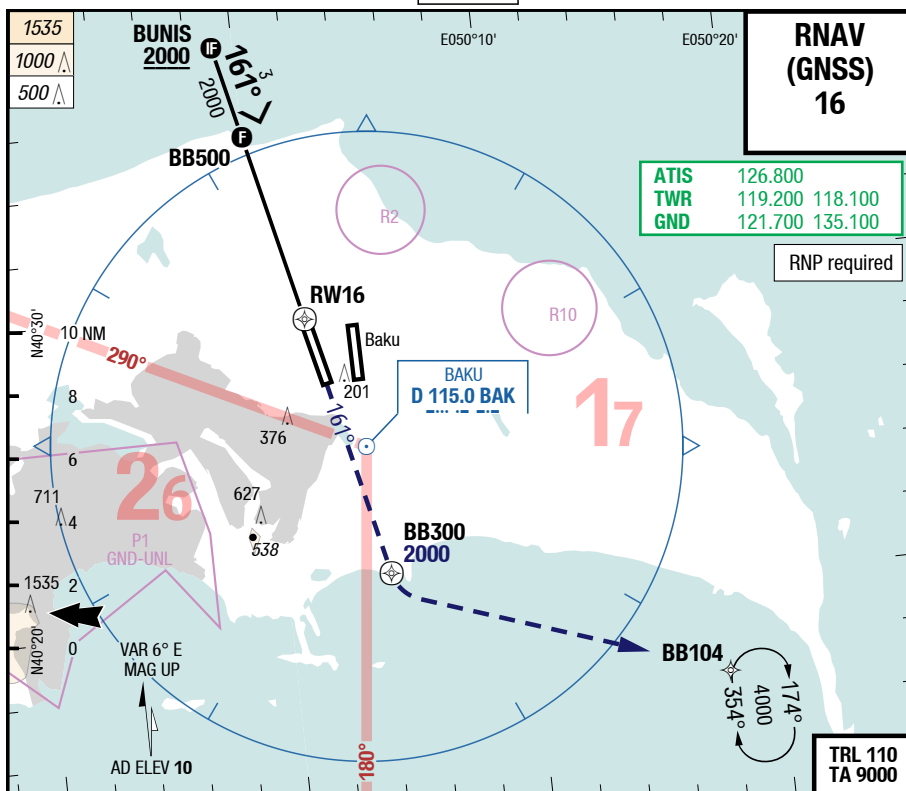 1535
1000
500
BUNIS
2000
IF
161°
3
2000
F
BB500
E050°10'
E050°20'
RNAV
(GNSS)
16
ATIS 126.800
TWR 119.200 118.100
GND 121.700 135.100
RNP required
R2
R10
RW16
Baku
201
N40°30'
10 NM
290°
BAKU
D 115.0 BAK
17
8
376
161°
6
26
711
627
4
P1
GND-UNL
538
BB300
2000
2
1535
N40°20'
0
VAR 6° E
MAG UP
BB104
354°
4000
174°
180°
AD ELEV 10
TRL 110
TA 9000